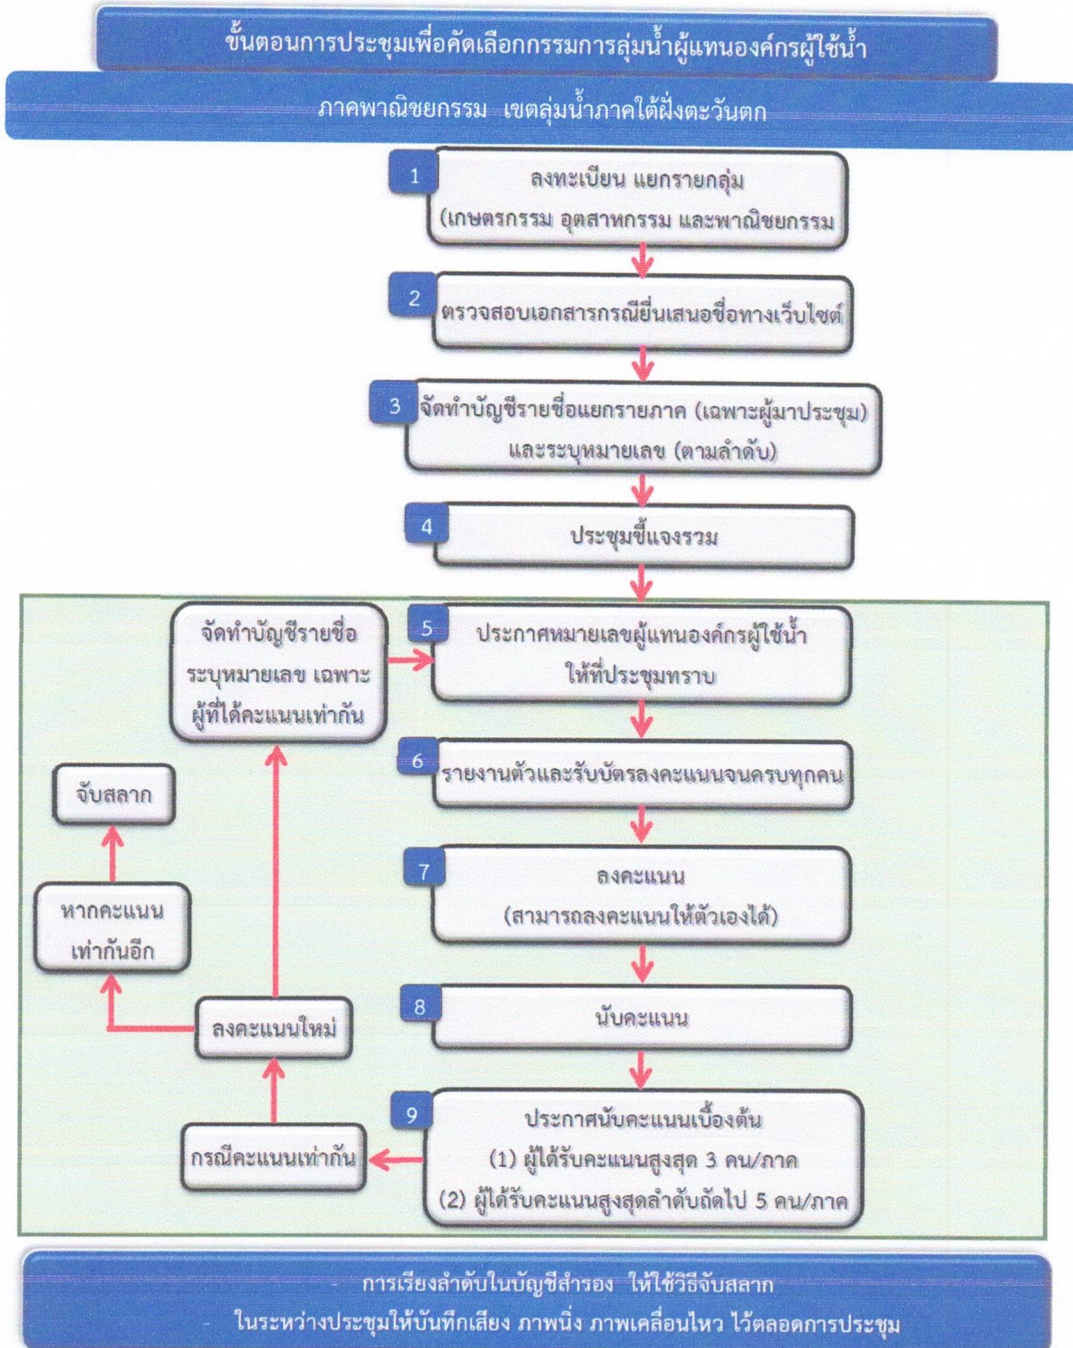 ขั้นตอนการประชุมเพื่อคัดเลือกกรรมการลุ่มน้ำผู้แทนองค์กรผู้ใช้น้ำ
ภาคพาณิชยกรรม เขตลุ่มน้ำภาคใต้ฝั่งตะวันตก
1
ลงทะเบียน แยกรายกลุ่ม
(เกษตรกรรม อุตสาหกรรม และพาณิชยกรรม
2
ตรวจสอบเอกสารกรณียื่นเสนอชื่อทางเว็บไซต์
3
จัดทำบัญชีรายชื่อแยกรายภาค (เฉพาะผู้มาประชุม)
และระบุหมายเลข (ตามลำดับ)
4
ประชุมชี้แจงรวม
5
ประกาศหมายเลขผู้แทนองค์กรผู้ใช้น้ำ
ให้ที่ประชุมทราบ
จัดทำบัญชีรายชื่อ
ระบุหมายเลข เฉพาะ
ผู้ที่ได้คะแนนเท่ากัน
6
รายงานตัวและรับบัตรลงคะแนนจนครบทุกคน
จับสลาก
7
ลงคะแนน
(สามารถลงคะแนนให้ตัวเองได้)
หากคะแนน
เท่ากันอีก
8
นับคะแนน
ลงคะแนนใหม่
9
ประกาศนับคะแนนเบื้องต้น
(1) ผู้ได้รับคะแนนสูงสุด 3 คน/ภาค
(2) ผู้ได้รับคะแนนสูงสุดลำดับถัดไป 5 คน/ภาค
กรณีคะแนนเท่ากัน
- การเรียงลำดับในบัญชีสำรอง ให้ใช้วิธีจับสลาก
- ในระหว่างประชุมให้บันทึกเสียง ภาพนิ่ง ภาพเคลื่อนไหว ไว้ตลอดการประชุม